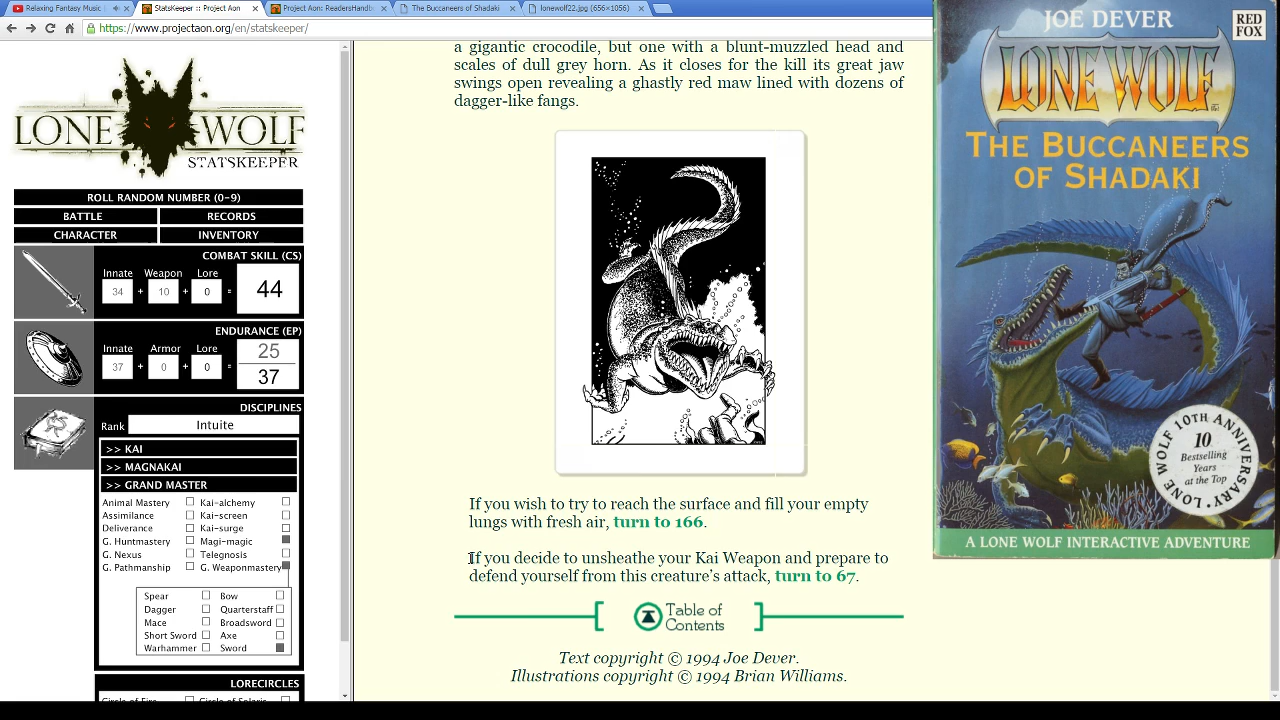 Relaxing Fantasy Music
StatsKeeper :: Project Aon
Project Aon: ReadersHandb
The Buccaneers of Shadaki
lonewolf22.jpg (656×1056)
https://www.projectaon.org/en/statskeeper/
LONE WOLF
STATSKEEPER
ROLL RANDOM NUMBER (0-9)
BATTLE RECORDS
CHARACTER INVENTORY
COMBAT SKILL (CS)
Innate Weapon Lore
34 + 10 + 0 = 44
ENDURANCE (EP)
Innate Armor Lore
25
37 + 0 + 0 = 37
DISCIPLINES
Rank Intuite
>> KAI
>> MAGNAKAI
>> GRAND MASTER
Animal Mastery Kai-alchemy
Assimilance Kai-screen
Deliverance Kai-surge
G. Huntmastery Magi-magic
G. Nexus Telegnosis
G. Pathmanship G. Weaponmastery
Spear Bow
Dagger Quarterstaff
Mace Broadsword
Short Sword Axe
Warhammer Sword
LORECIRCLES
Circle of Fire Circle of Solaris
a gigantic crocodile, but one with a blunt-muzzled head and
scales of dull grey horn. As it closes for the kill its great jaw
swings open revealing a ghastly red maw lined with dozens of
dagger-like fangs.
If you wish to try to reach the surface and fill your empty
lungs with fresh air, turn to 166.
If you decide to unsheathe your Kai Weapon and prepare to
defend yourself from this creature's attack, turn to 67.
Table of
Contents
Text copyright © 1994 Joe Dever.
Illustrations copyright © 1994 Brian Williams.
JOE DEVER
RED
FOX
LONE WOLF
THE BUCCANEERS
OF SHADAKI
LONE WOLF 10TH ANNIVERSARY
10
Bestselling
Years
at the Top
A LONE WOLF INTERACTIVE ADVENTURE